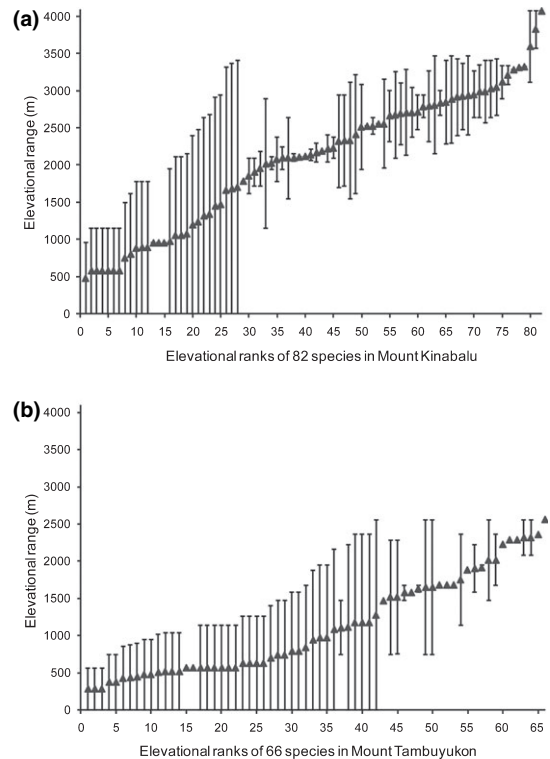 (a)
4000
3500
3000
2500
2000
1500
1000
500
0
Elevational range (m)
0 5 10 15 20 25 30 35 40 45 50 55 60 65 70 75 80
Elevational ranks of 82 species in Mount Kinabalu
(b)
4000
3500
3000
2500
2000
1500
1000
500
0
Elevational range (m)
0 5 10 15 20 25 30 35 40 45 50 55 60 65
Elevational ranks of 66 species in Mount Tambuyukon